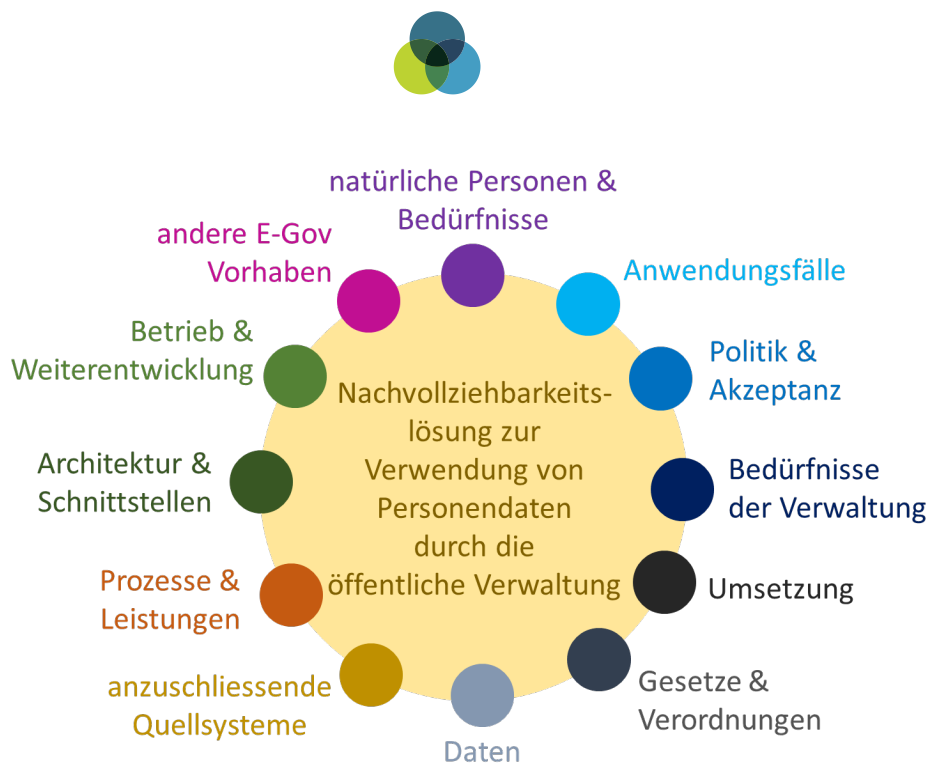 natürliche Personen &
Bedürfnisse
andere E-Gov
Vorhaben
Anwendungsfälle
Betrieb &
Weiterentwicklung
Politik &
Akzeptanz
Nachvollziehbarkeits-
lösung zur
Verwendung von
Personendaten
durch die
öffentliche Verwaltung
Architektur &
Schnittstellen
Bedürfnisse
der Verwaltung
Prozesse &
Leistungen
Umsetzung
anzuschliessende
Quellsysteme
Gesetze &
Verordnungen
Daten